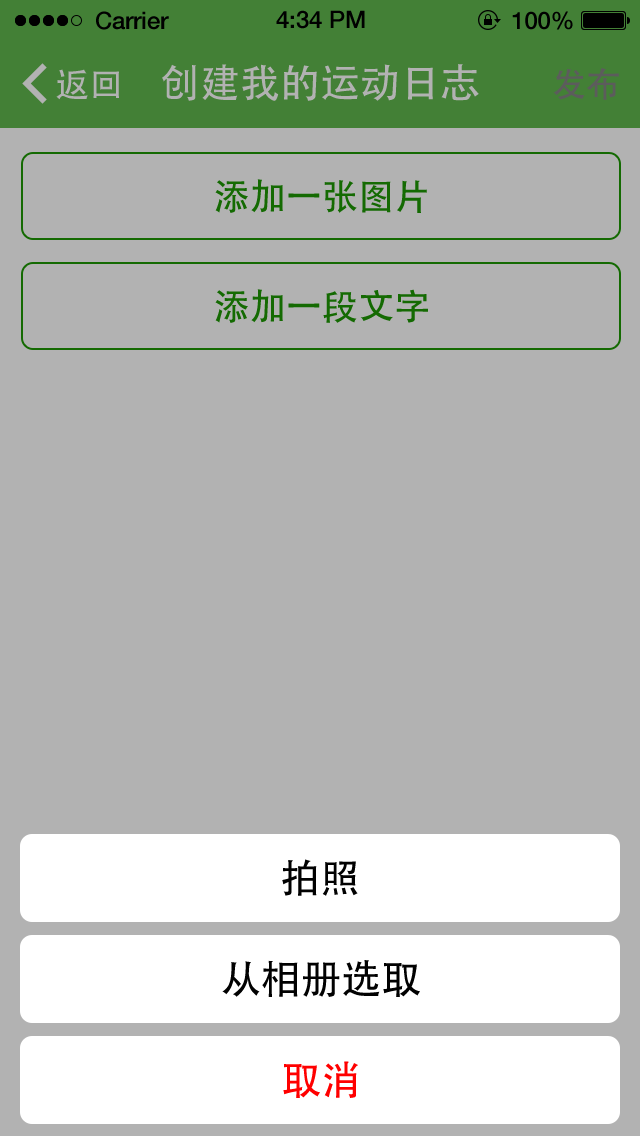 Carrier 4:34 PM 100%
返回 创建我的运动日志 发布
添加一张图片
添加一段文字
拍照
从相册选取
取消